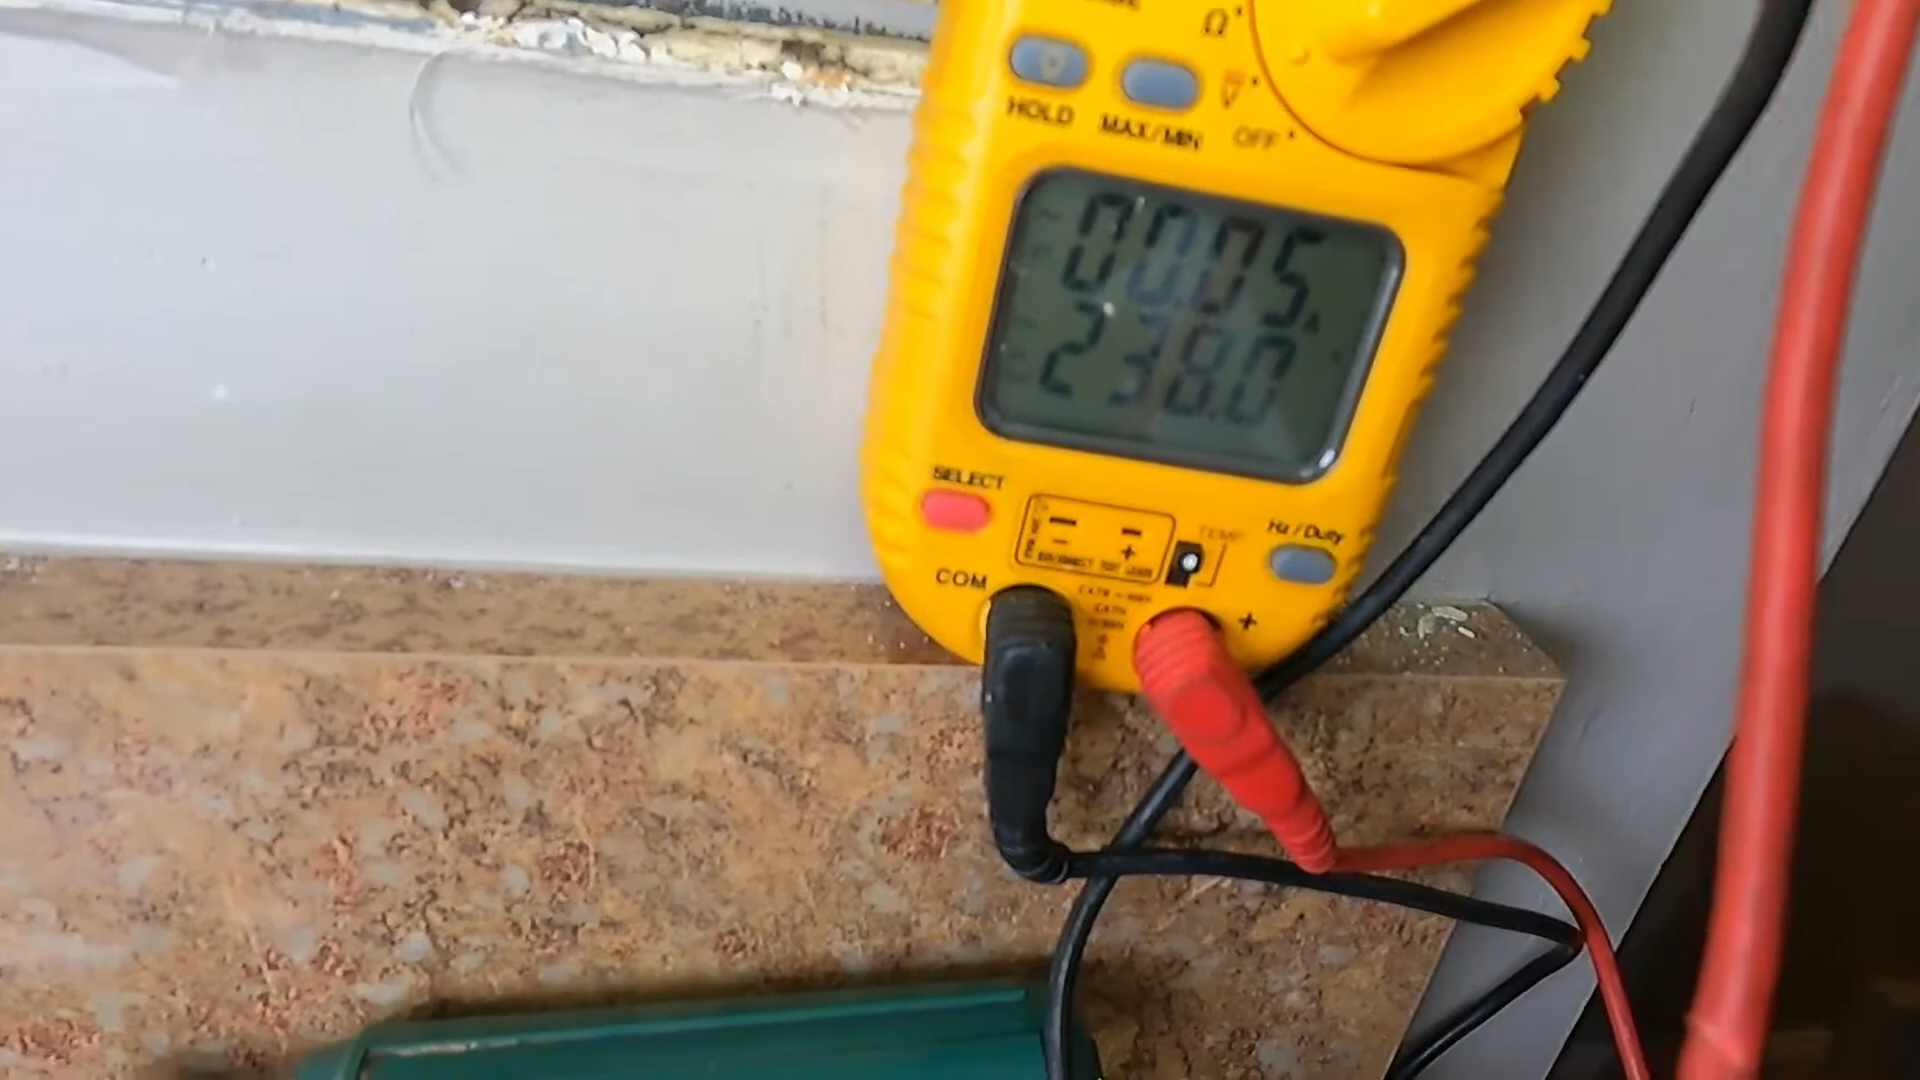 Ω
HOLD
MAX/MIN
OFF
00.05 A
238.0
SELECT
TEMP
Hz / Duty
COM
+